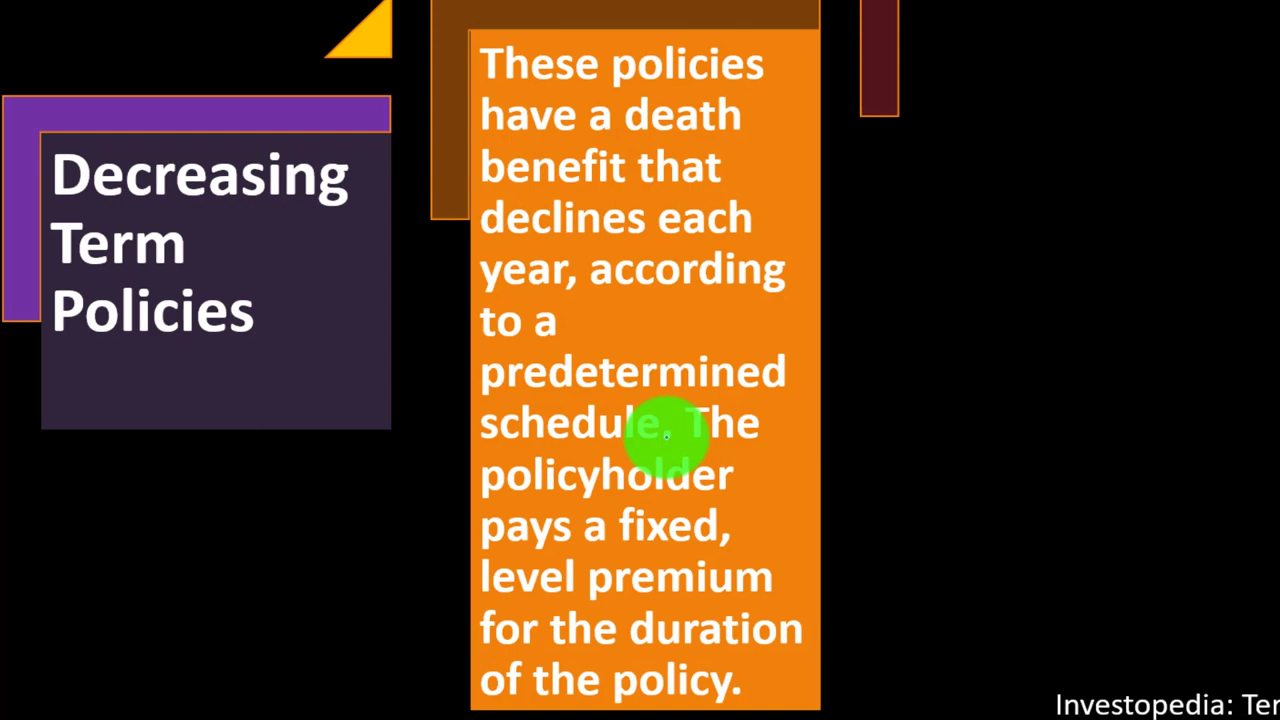 Decreasing
Term
Policies
These policies
have a death
benefit that
declines each
year, according
to a
predetermined
schedule. The
policyholder
pays a fixed,
level premium
for the duration
of the policy.
Investopedia: